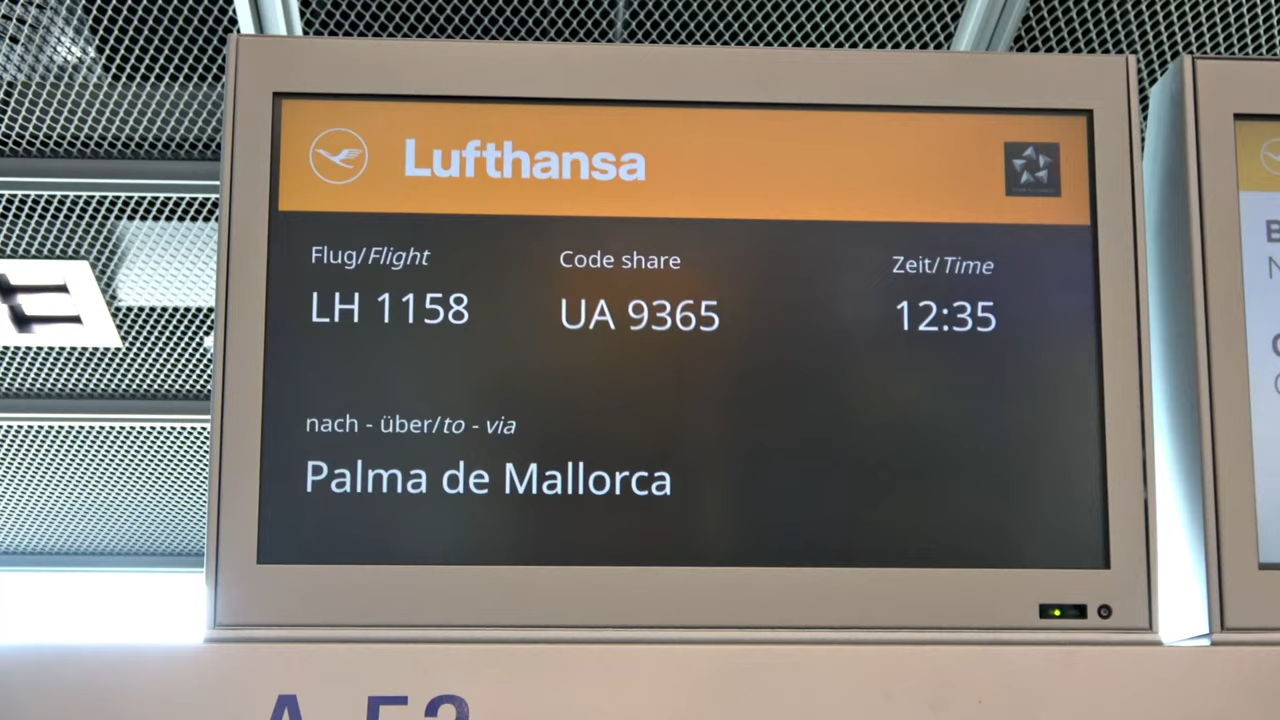 Lufthansa
Flug/Flight Code share Zeit/Time
LH 1158 UA 9365 12:35
nach - über/to - via
Palma de Mallorca